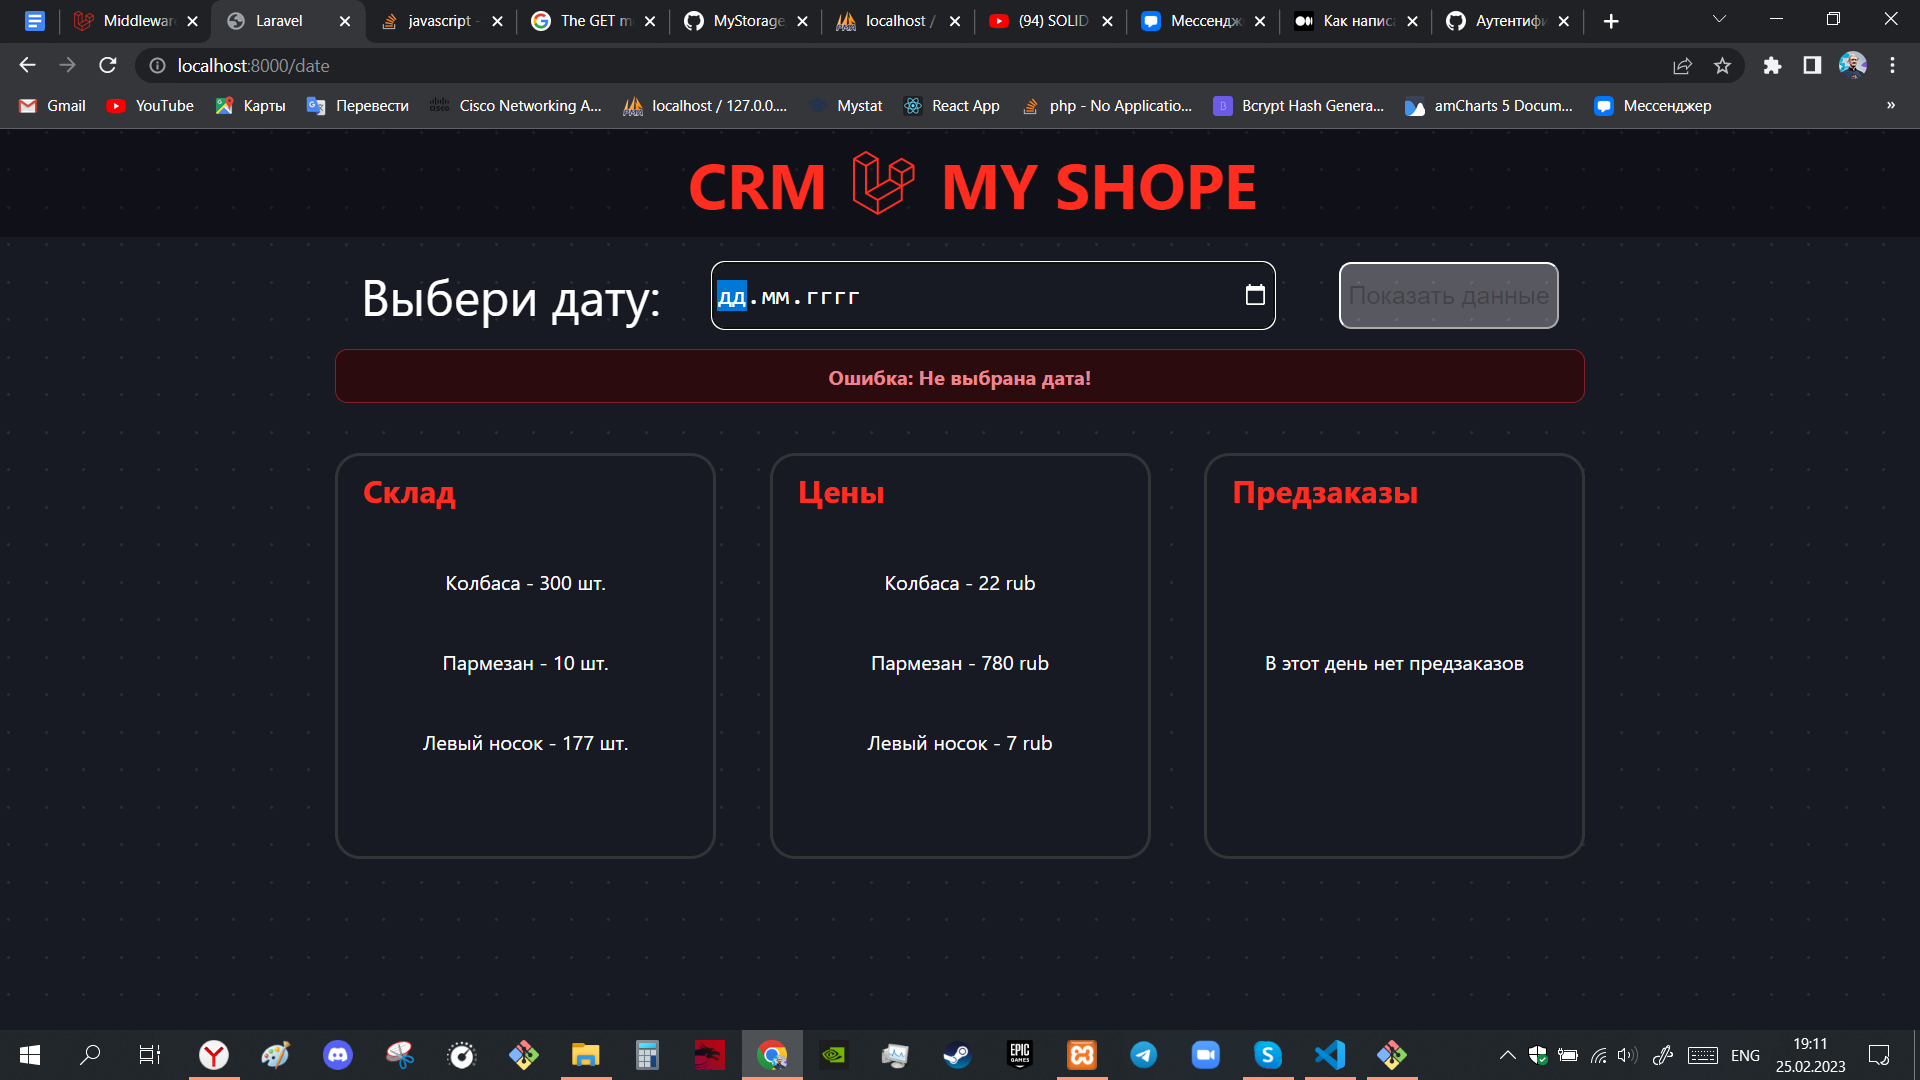 Middleware
Laravel
javascript -
The GET m
MyStorage
localhost /
(94) SOLID
Мессендж
Как напис
Аутентифи
localhost:8000/date
Gmail
YouTube
Карты
Перевести
Cisco Networking A...
localhost / 127.0.0....
Mystat
React App
php - No Applicatio...
Bcrypt Hash Genera...
amCharts 5 Docum...
Мессенджер
»
CRM MY SHOPE
Выбери дату:
дд.мм.гггг
Показать данные
Ошибка: Не выбрана дата!
Склад
Колбаса - 300 шт.
Пармезан - 10 шт.
Левый носок - 177 шт.
Цены
Колбаса - 22 rub
Пармезан - 780 rub
Левый носок - 7 rub
Предзаказы
В этот день нет предзаказов
EPIC
GAMES
ENG
19:11
25.02.2023